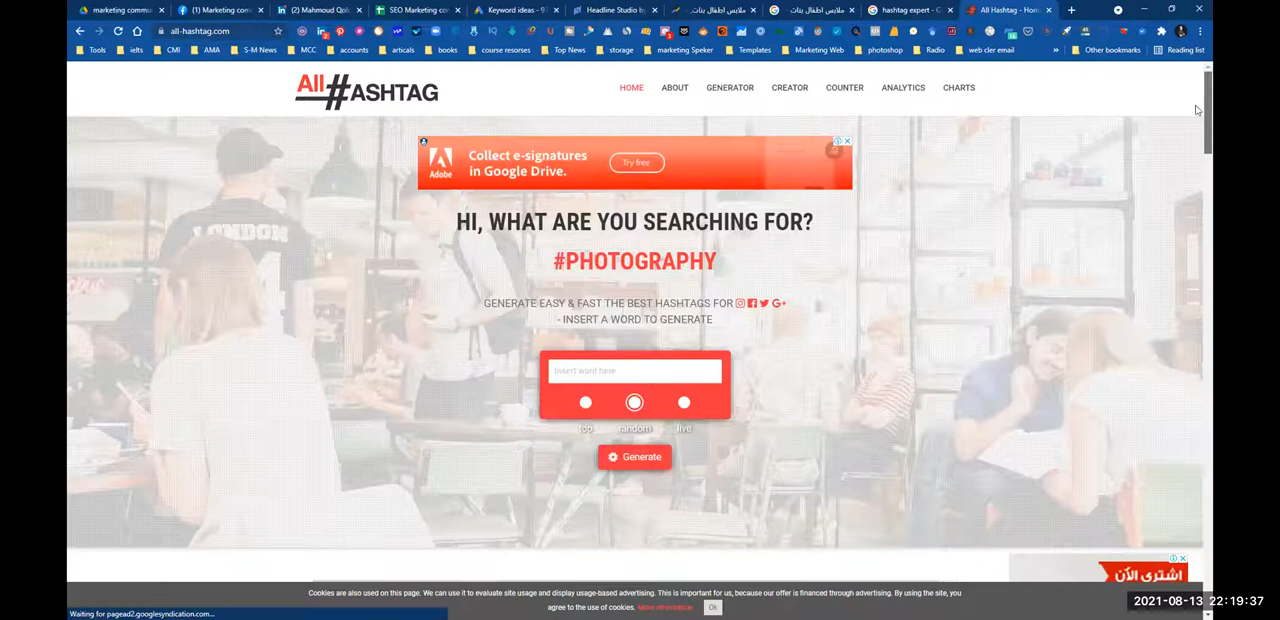 marketing commu
(1) Marketing com
(2) Mahmoud Qol
SEO Marketing co
Keyword ideas - 9
Headline Studio b
ملابس اطفال بنات
ملابس اطفال بنات
hashtag expert - G
All Hashtag - Hom
all-hashtag.com
Tools
ielts
CMI
AMA
S-M News
MCC
accounts
articals
books
course resorses
Top News
storage
marketing Speker
Templates
Marketing Web
photoshop
Radio
web cler email
»
Other bookmarks
Reading list
All#ASHTAG
HOME
ABOUT
GENERATOR
CREATOR
COUNTER
ANALYTICS
CHARTS
Adobe
Collect e-signatures
in Google Drive.
Try free
LONDON
HI, WHAT ARE YOU SEARCHING FOR?
#PHOTOGRAPHY
GENERATE EASY & FAST THE BEST HASHTAGS FOR
- INSERT A WORD TO GENERATE
Insert word here
top
random
live
Generate
اشتري الآن
Cookies are also used on this page. We can use it to evaluate site usage and display usage-based advertising. This is important for us, because our offer is financed through advertising. By using the site, you
agree to the use of cookies. More information
Ok
Waiting for pagead2.googlesyndication.com...
2021-08-13 22:19:37